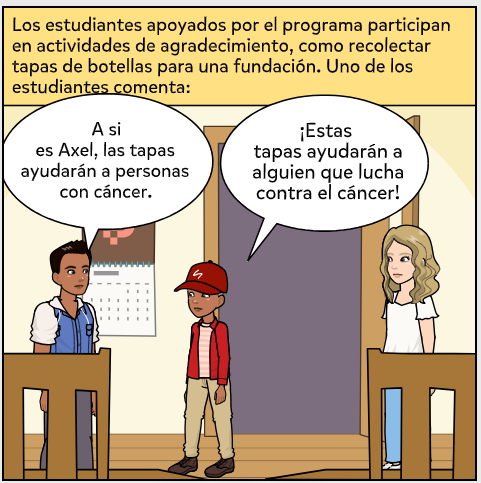 Los estudiantes apoyados por el programa participan
en actividades de agradecimiento, como recolectar
tapas de botellas para una fundación. Uno de los
estudiantes comenta:
A si
es Axel, las tapas
ayudarán a personas
con cáncer.
¡Estas
tapas ayudarán a
alguien que lucha
contra el cáncer!